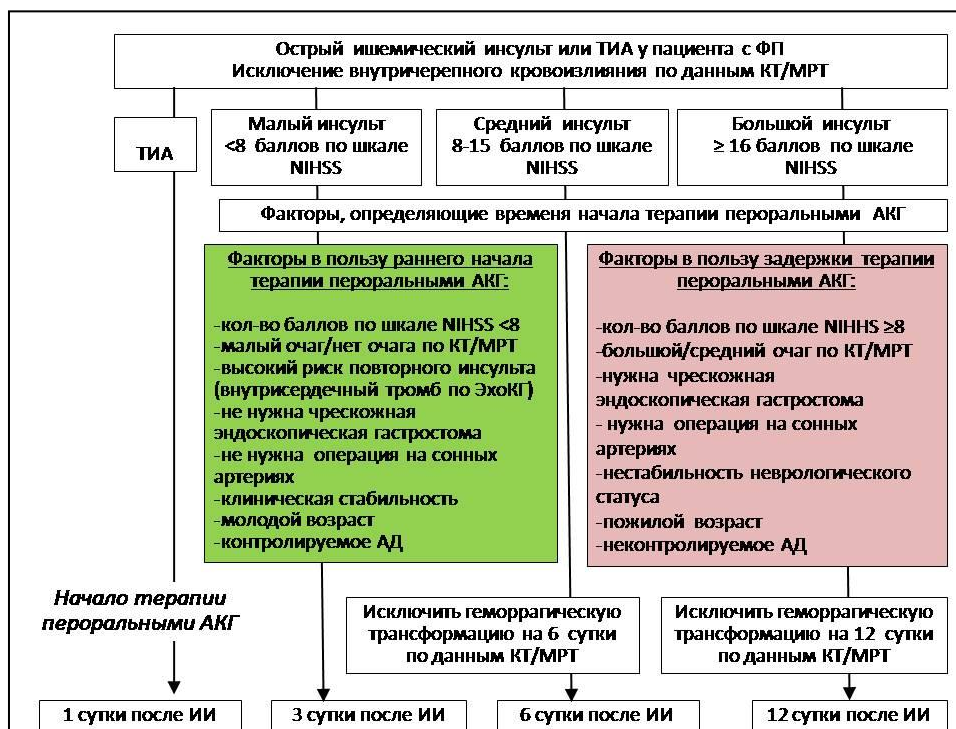 Острый ишемический инсульт или ТИА у пациента с ФП
Исключение внутричерепного кровоизлияния по данным КТ/МРТ
ТИА
Малый инсульт
<8 баллов по шкале
NIHSS
Средний инсульт
8-15 баллов по шкале
NIHSS
Большой инсульт
≥ 16 баллов по шкале
NIHSS
Факторы, определяющие временя начала терапии пероральными АКГ
Факторы в пользу раннего начала
терапии пероральными АКГ:
-кол-во баллов по шкале NIHSS <8
-малый очаг/нет очага по КТ/МРТ
-высокий риск повторного инсульта
(внутрисердечный тромб по ЭхоКГ)
-не нужна чрескожная
эндоскопическая гастростома
-не нужна операция на сонных
артериях
-клиническая стабильность
-молодой возраст
-контролируемое АД
Факторы в пользу задержки терапии
пероральными АКГ:
-кол-во баллов по шкале NIHHS ≥8
-большой/средний очаг по КТ/МРТ
-нужна чрескожная
эндоскопическая гастростома
- нужна операция на сонных
артериях
-нестабильность неврологического
статуса
-пожилой возраст
-неконтролируемое АД
Начало терапии
пероральными АКГ
Исключить геморрагическую
трансформацию на 6 сутки
по данным КТ/МРТ
Исключить геморрагическую
трансформацию на 12 сутки
по данным КТ/МРТ
1 сутки после ИИ
3 сутки после ИИ
6 сутки после ИИ
12 сутки после ИИ